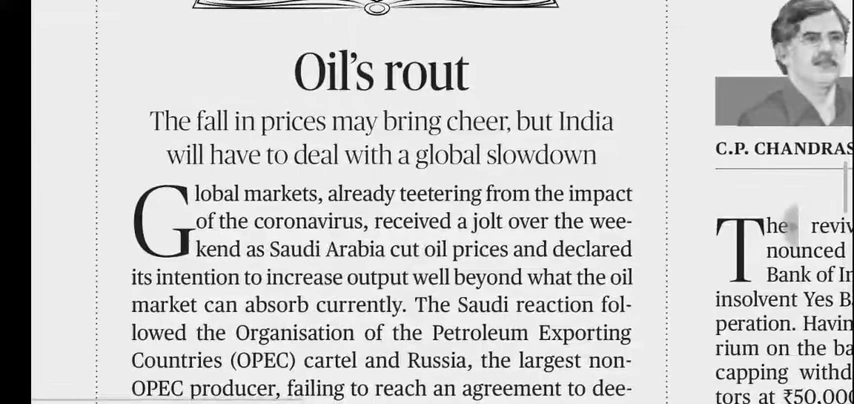 Oil's rout
The fall in prices may bring cheer, but India
will have to deal with a global slowdown
Global markets, already teetering from the impact
of the coronavirus, received a jolt over the wee-
kend as Saudi Arabia cut oil prices and declared
its intention to increase output well beyond what the oil
market can absorb currently. The Saudi reaction fol-
lowed the Organisation of the Petroleum Exporting
Countries (OPEC) cartel and Russia, the largest non-
OPEC producer, failing to reach an agreement to dee-
C.P. CHANDRAS
The reviv
nounced
Bank of In
insolvent Yes B
peration. Havin
rium on the ba
capping withd
tors at ₹50,000